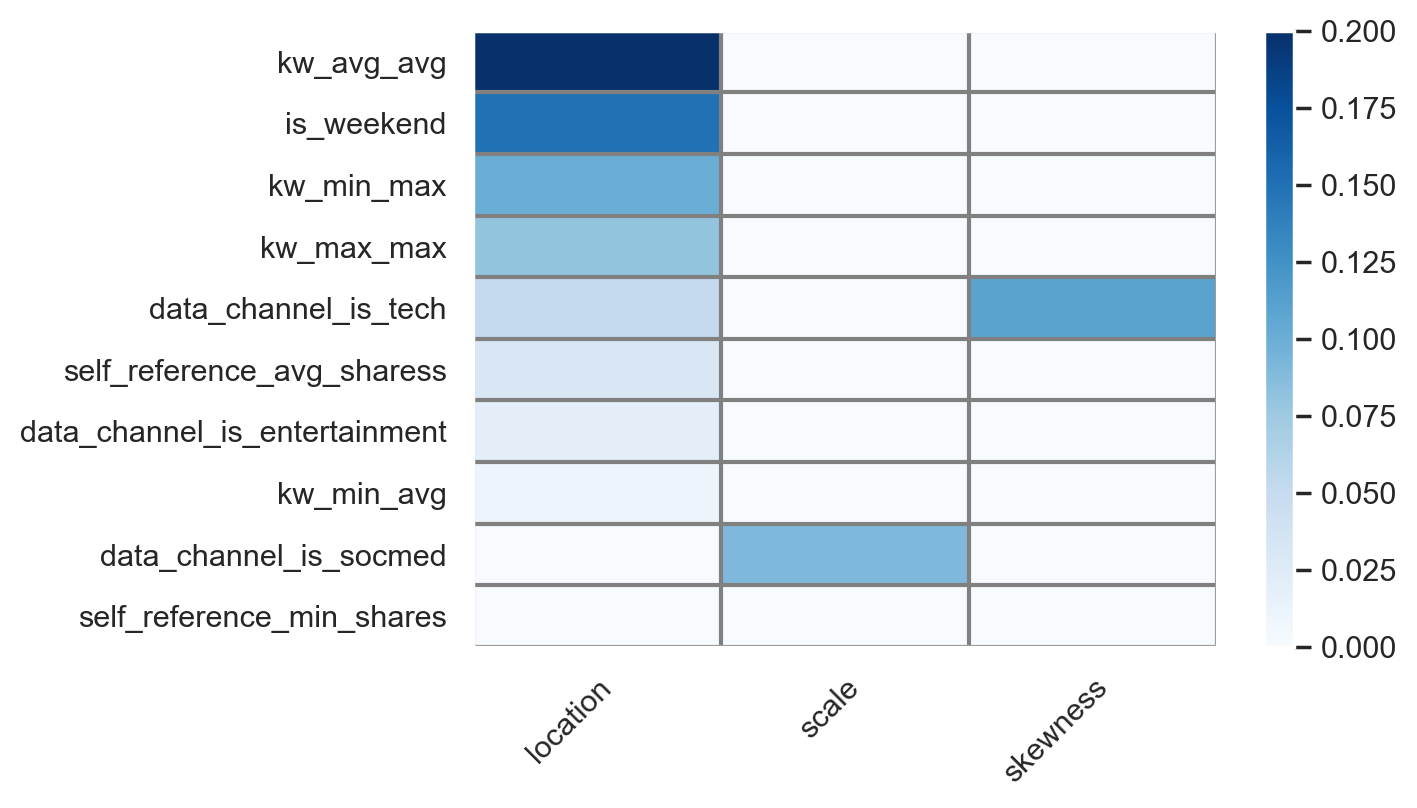 kw_avg_avg
is_weekend
kw_min_max
kw_max_max
data_channel_is_tech
self_reference_avg_sharess
data_channel_is_entertainment
kw_min_avg
data_channel_is_socmed
self_reference_min_shares
location
scale
skewness
0.200
0.175
0.150
0.125
0.100
0.075
0.050
0.025
0.000